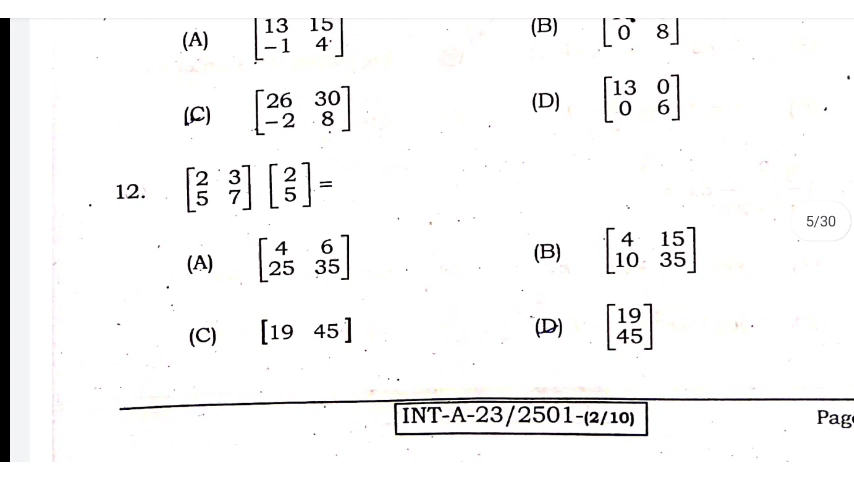 (A) [13 15
-1 4]
(B) [
0 8]
(C) [26 30
-2 8]
(D) [13 0
0 6]
12. [2 3
5 7] [2
5] =
5/30
(A) [4 6
25 35]
(B) [4 15
10 35]
(C) [19 45]
(D) [19
45]
INT-A-23/2501-(2/10)
Page